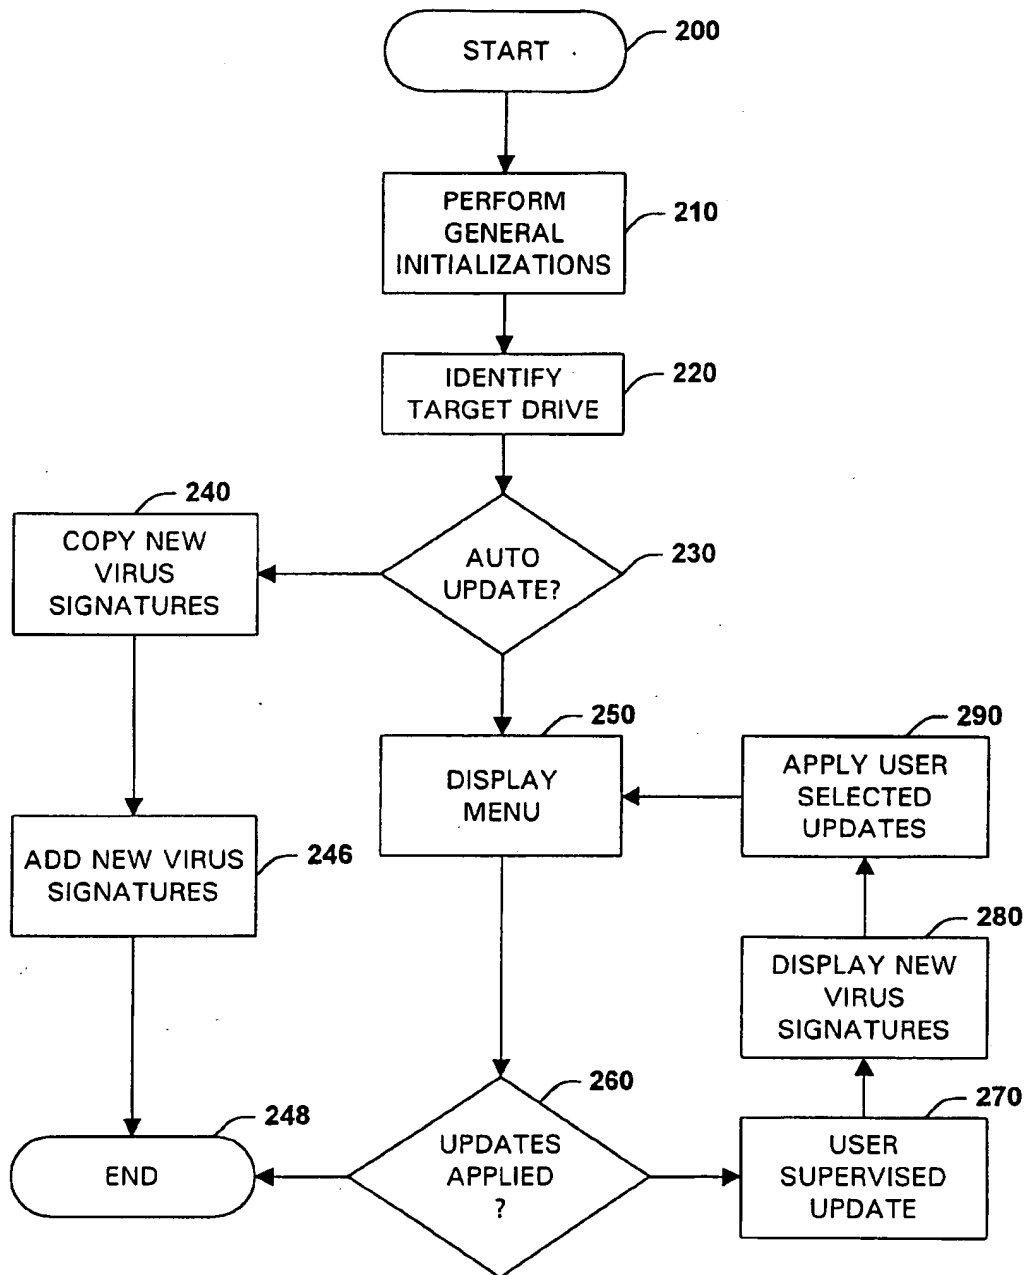 START
200
PERFORM
GENERAL
INITIALIZATIONS
210
IDENTIFY
TARGET DRIVE
220
AUTO
UPDATE?
230
240
COPY NEW
VIRUS
SIGNATURES
ADD NEW VIRUS
SIGNATURES
246
248
END
250
DISPLAY
MENU
260
UPDATES
APPLIED
?
270
USER
SUPERVISED
UPDATE
280
DISPLAY NEW
VIRUS
SIGNATURES
290
APPLY USER
SELECTED
UPDATES